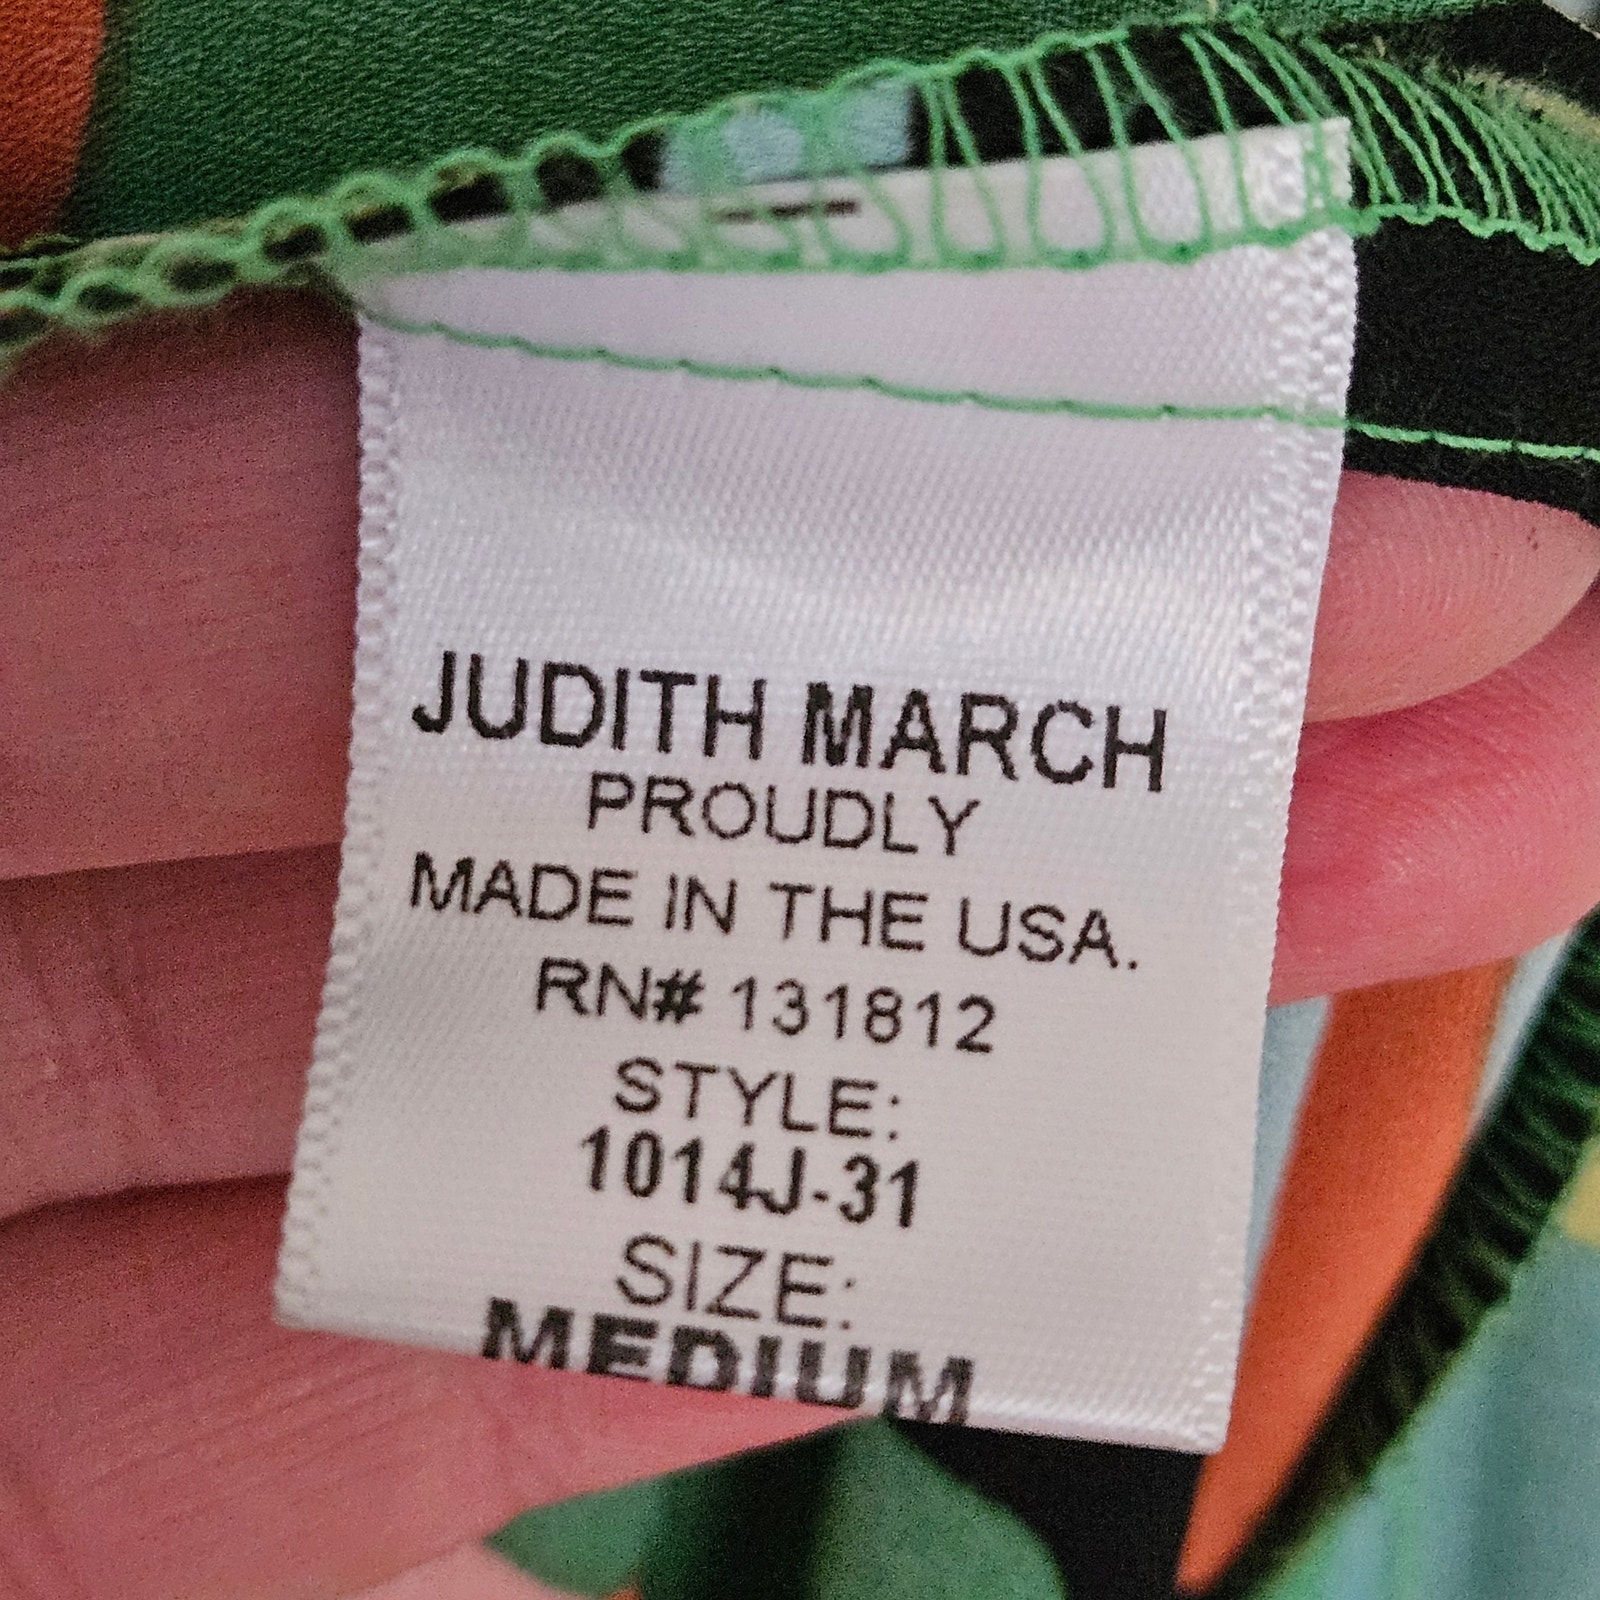 JUDITH MARCH
PROUDLY
MADE IN THE USA.
RN# 131812
STYLE:
1014J-31
SIZE:
MEDIUM